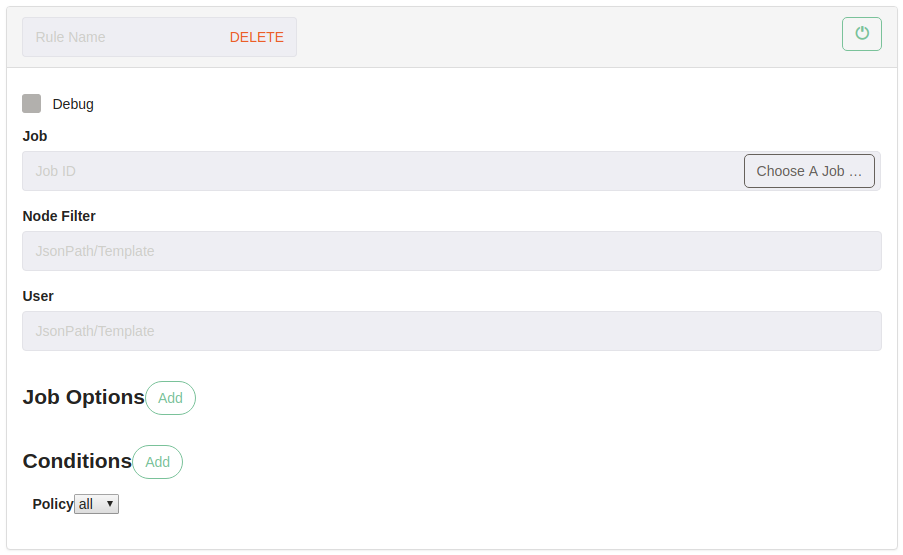 Rule Name DELETE
Debug
Job
Job ID Choose A Job ...
Node Filter
JsonPath/Template
User
JsonPath/Template
Job Options Add
Conditions Add
Policy all